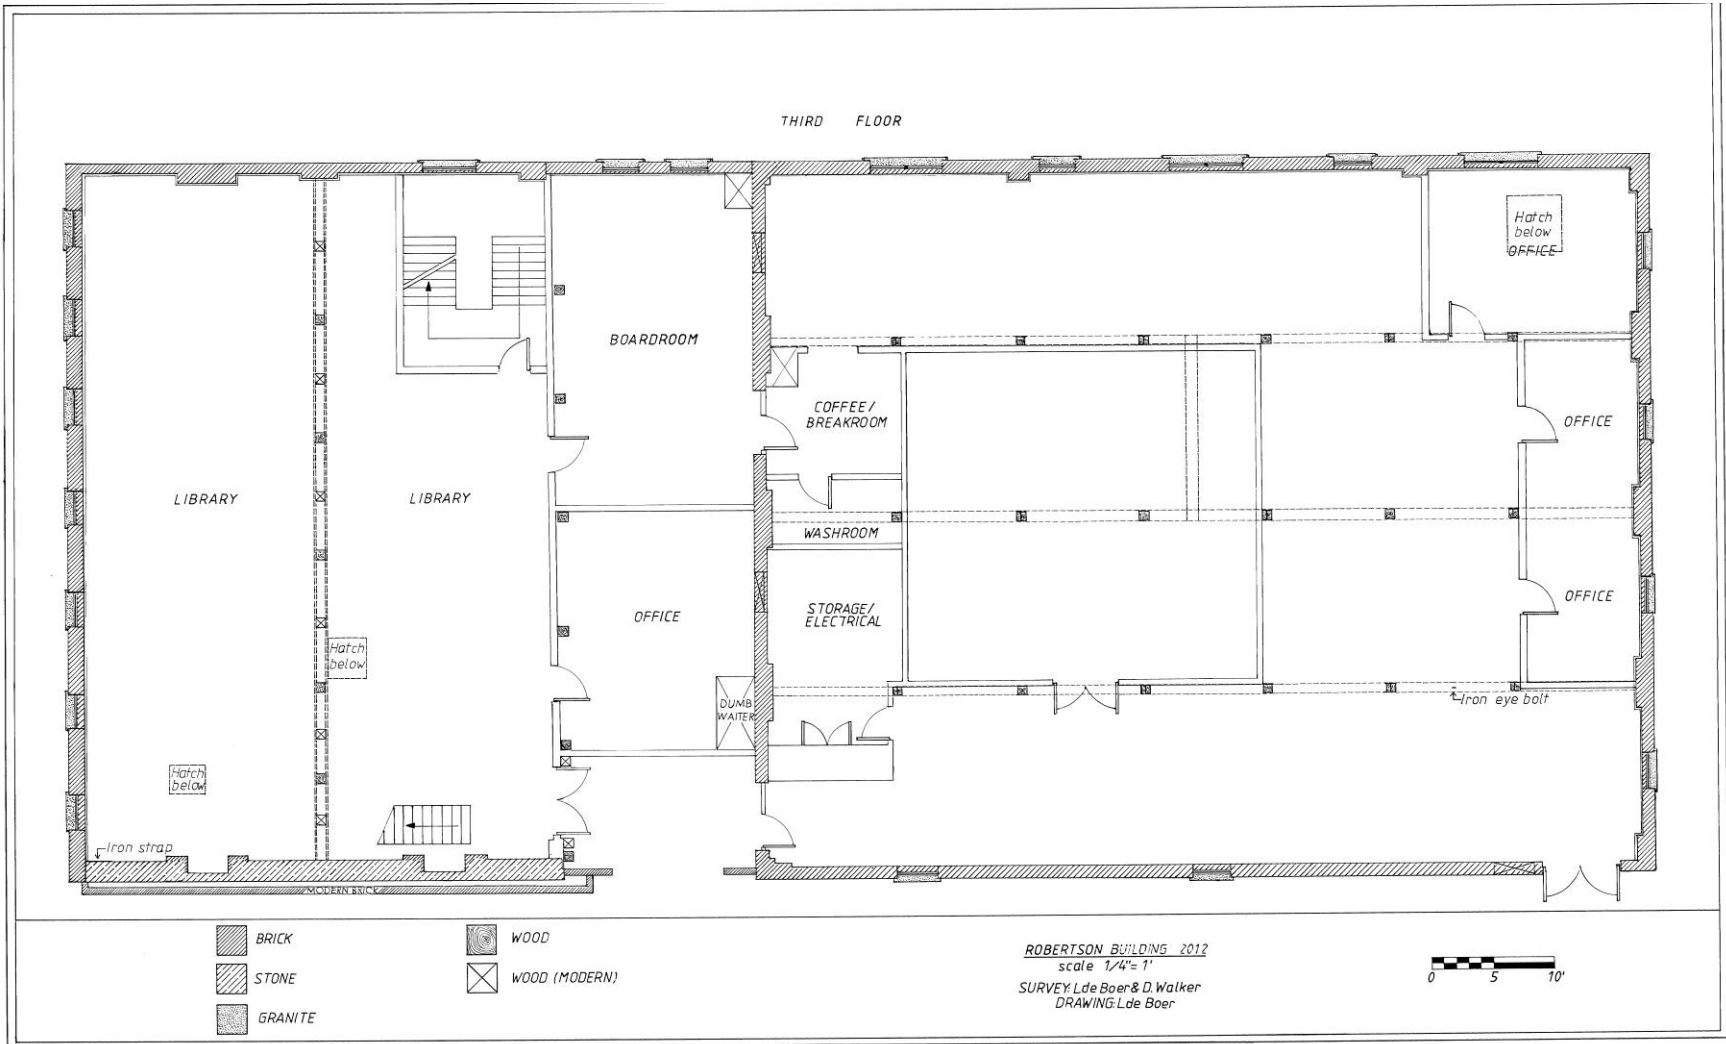 THIRD FLOOR
Hatch
below
OFFICE
BOARDROOM
COFFEE/
BREAKROOM
OFFICE
LIBRARY
LIBRARY
WASHROOM
OFFICE
STORAGE/
ELECTRICAL
OFFICE
Hatch
below
DUMB
WAITER
Iron eye bolt
Hatch
below
Iron strap
MODERN BRICK
BRICK
STONE
GRANITE
WOOD
WOOD (MODERN)
ROBERTSON BUILDING 2012
scale 1/4"= 1'
SURVEY: L de Boer & D. Walker
DRAWING: L de Boer
0 5 10'